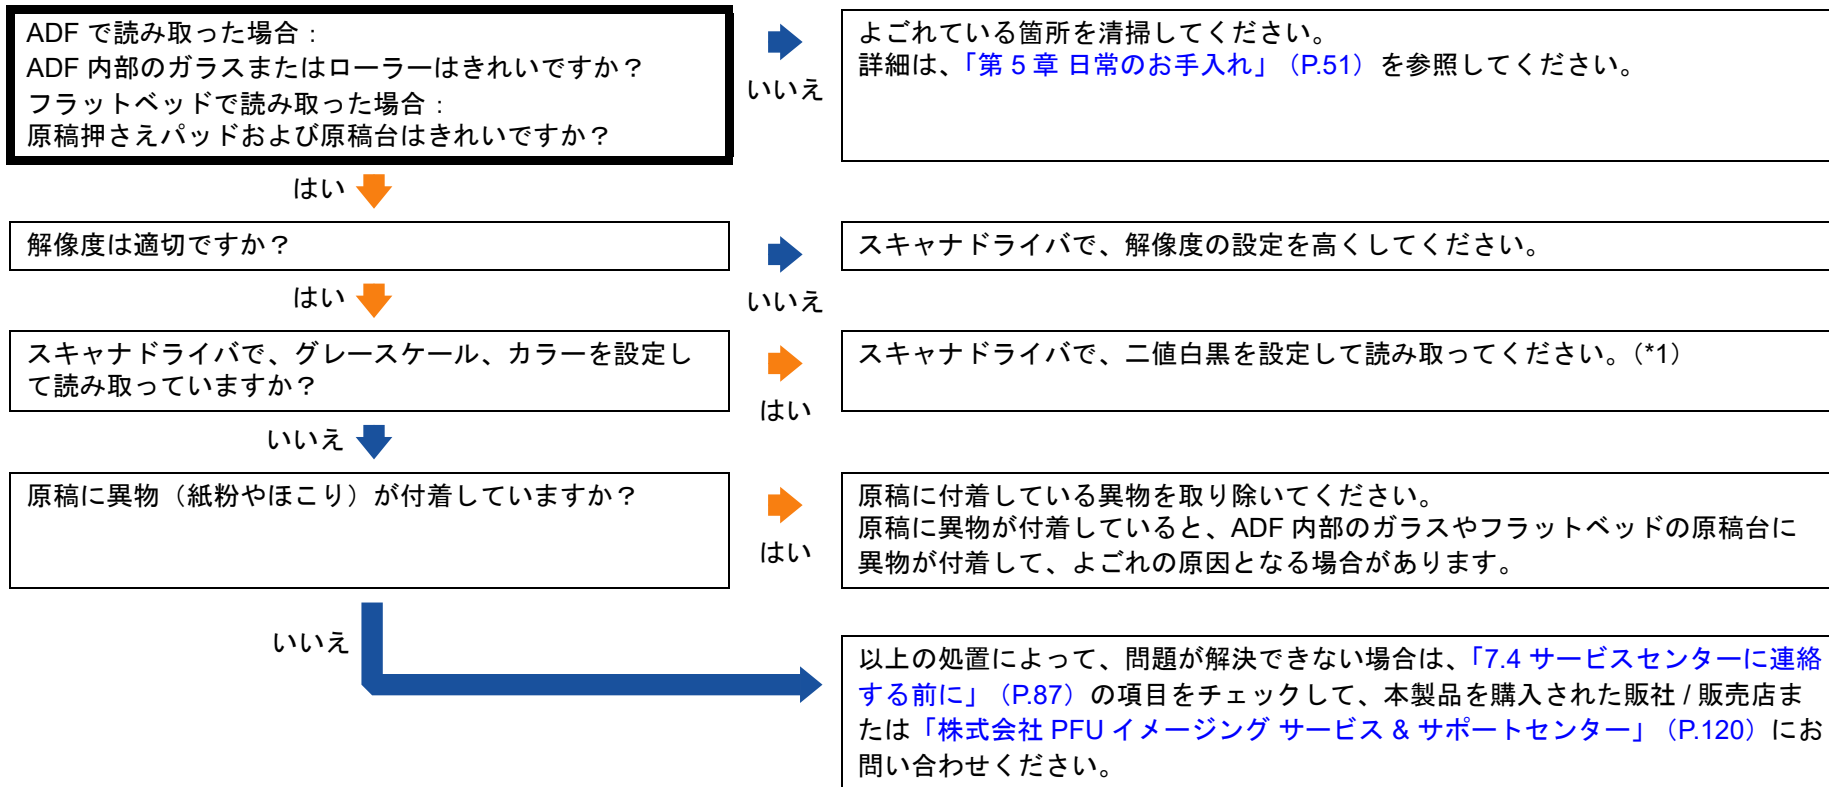 ADF で読み取った場合：
ADF 内部のガラスまたはローラーはきれいですか？
フラットベッドで読み取った場合：
原稿押さえパッドおよび原稿台はきれいですか？
いいえ
よごれている箇所を清掃してください。
詳細は、「第 5 章 日常のお手入れ」（P.51）を参照してください。
はい
解像度は適切ですか？
いいえ
スキャナドライバで、解像度の設定を高くしてください。
はい
スキャナドライバで、グレースケール、カラーを設定し
て読み取っていますか？
はい
スキャナドライバで、二値白黒を設定して読み取ってください。（*1）
いいえ
原稿に異物（紙粉やほこり）が付着していますか？
はい
原稿に付着している異物を取り除いてください。
原稿に異物が付着していると、ADF 内部のガラスやフラットベッドの原稿台に
異物が付着して、よごれの原因となる場合があります。
いいえ
以上の処置によって、問題が解決できない場合は、「7.4 サービスセンターに連絡
する前に」（P.87）の項目をチェックして、本製品を購入された販社 / 販売店ま
たは「株式会社 PFU イメージング サービス & サポートセンター」（P.120）にお
問い合わせください。